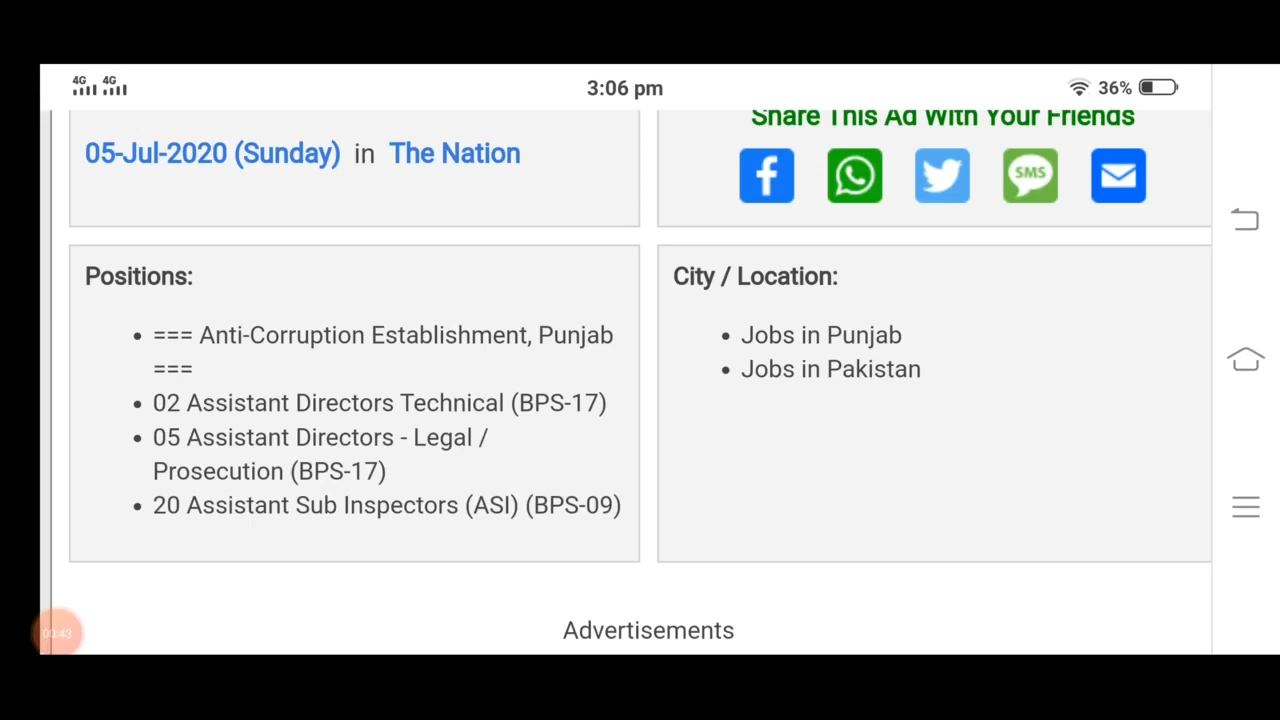 4G 4G
3:06 pm
36%
Share This Ad With Your Friends
05-Jul-2020 (Sunday) in The Nation
SMS
Positions:
• === Anti-Corruption Establishment, Punjab
===
• 02 Assistant Directors Technical (BPS-17)
• 05 Assistant Directors - Legal /
Prosecution (BPS-17)
• 20 Assistant Sub Inspectors (ASI) (BPS-09)
City / Location:
• Jobs in Punjab
• Jobs in Pakistan
Advertisements
00:43